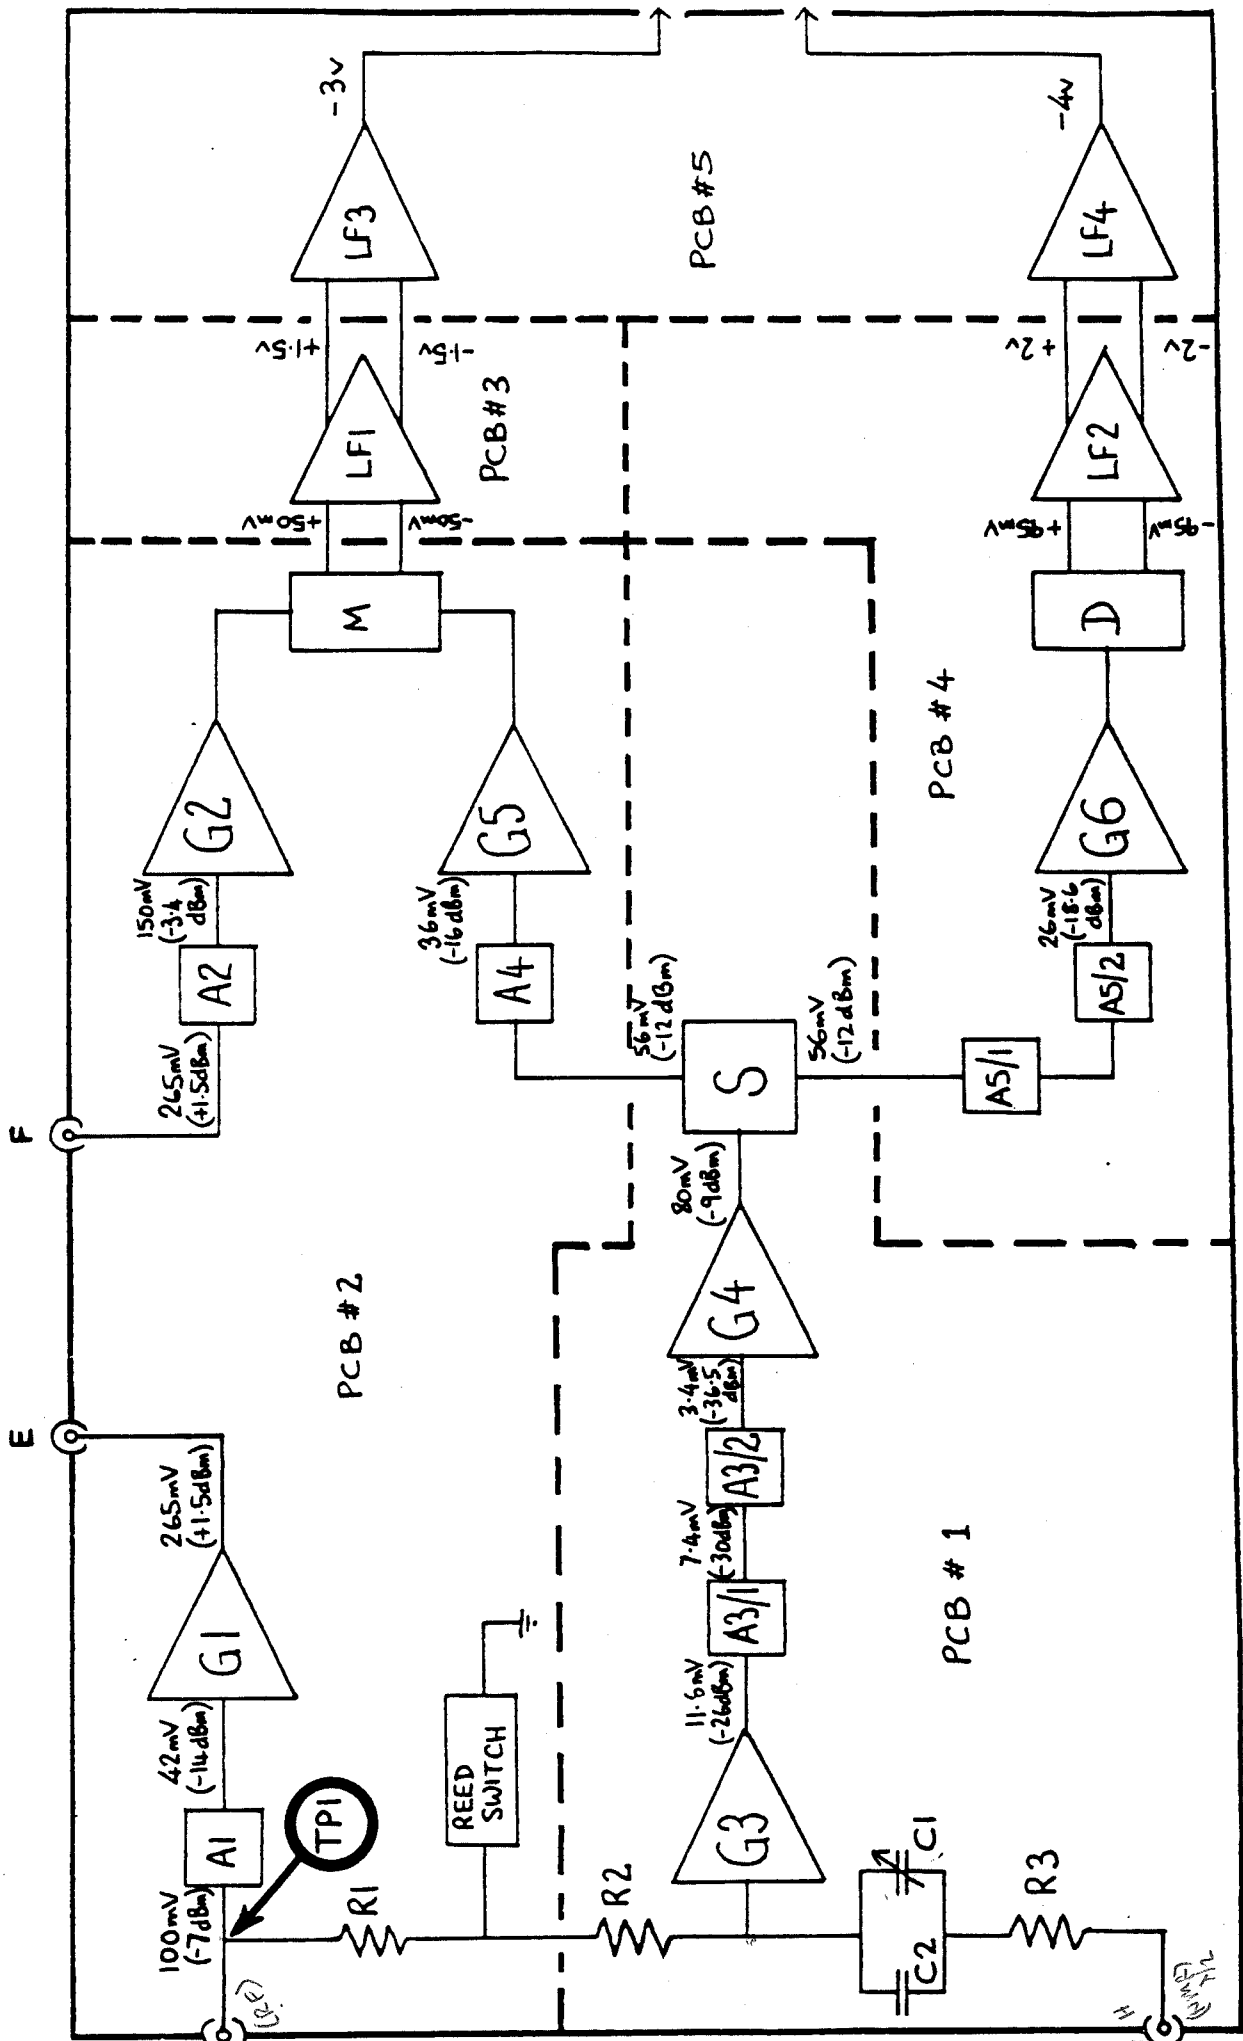 E
F
100mV
(-7dBm)
A1
42mV
(-14dBm)
G1
265mV
(+1.5dBm)
265mV
(+1.5dBm)
A2
150mV
(-3.4
dBm)
G2
TP1
R1
REED
SWITCH
PCB #2
36mV
(-16dBm)
A4
G5
M
+50mV
-50mV
LF1
+1.5v
-1.5v
PCB#3
LF3
-3v
PCB#5
R2
G3
11.6mV
(-26dBm)
A3/1
7.4mV
(-30dBm)
A3/2
3.4mV
(-36.5
dBm)
G4
80mV
(-9dBm)
S
56mV
(-12dBm)
56mV
(-12dBm)
C1
C2
R3
H
PCB #1
A5/1
A5/2
26mV
(-18.6
dBm)
G6
PCB #4
D
+95mV
-95mV
LF2
+2v
-2v
LF4
-4v